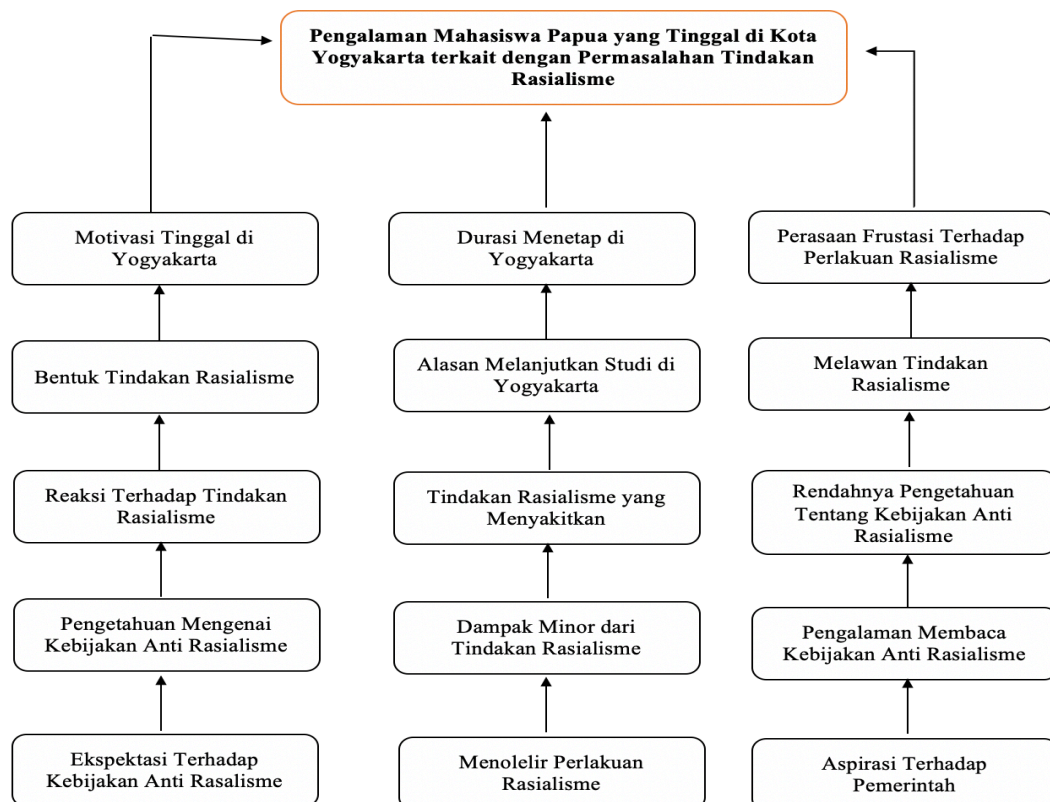 Pengalaman Mahasiswa Papua yang Tinggal di Kota
Yogyakarta terkait dengan Permasalahan Tindakan
Rasialisme
Motivasi Tinggal di
Yogyakarta
Durasi Menetap di
Yogyakarta
Perasaan Frustasi Terhadap
Perlakuan Rasialisme
Bentuk Tindakan Rasialisme
Alasan Melanjutkan Studi di
Yogyakarta
Melawan Tindakan
Rasialisme
Reaksi Terhadap Tindakan
Rasialisme
Tindakan Rasialisme yang
Menyakitkan
Rendahnya Pengetahuan
Tentang Kebijakan Anti
Rasialisme
Pengetahuan Mengenai
Kebijakan Anti Rasialisme
Dampak Minor dari
Tindakan Rasialisme
Pengalaman Membaca
Kebijakan Anti Rasialisme
Ekspektasi Terhadap
Kebijakan Anti Rasalisme
Menolelir Perlakuan
Rasialisme
Aspirasi Terhadap
Pemerintah